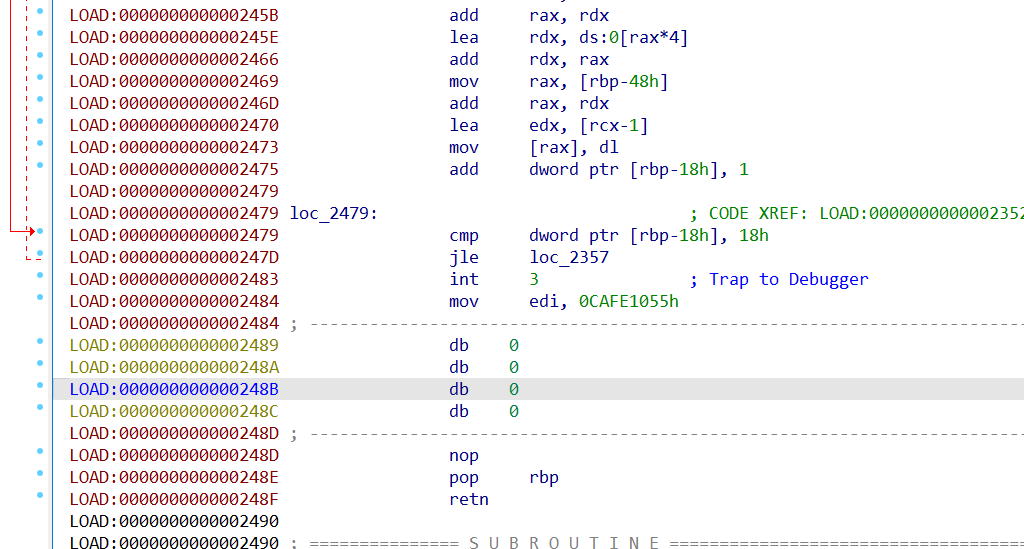 LOAD:000000000000245B add rax, rdx
LOAD:000000000000245E lea rdx, ds:0[rax*4]
LOAD:0000000000002466 add rdx, rax
LOAD:0000000000002469 mov rax, [rbp-48h]
LOAD:000000000000246D add rax, rdx
LOAD:0000000000002470 lea edx, [rcx-1]
LOAD:0000000000002473 mov [rax], dl
LOAD:0000000000002475 add dword ptr [rbp-18h], 1
LOAD:0000000000002479
LOAD:0000000000002479 loc_2479: ; CODE XREF: LOAD:0000000000002352
LOAD:0000000000002479 cmp dword ptr [rbp-18h], 18h
LOAD:000000000000247D jle loc_2357
LOAD:0000000000002483 int 3 ; Trap to Debugger
LOAD:0000000000002484 mov edi, 0CAFE1055h
LOAD:0000000000002484 ; ------------------------------------------------------------------------
LOAD:0000000000002489 db 0
LOAD:000000000000248A db 0
LOAD:000000000000248B db 0
LOAD:000000000000248C db 0
LOAD:000000000000248D ; ------------------------------------------------------------------------
LOAD:000000000000248D nop
LOAD:000000000000248E pop rbp
LOAD:000000000000248F retn
LOAD:0000000000002490
LOAD:0000000000002490 ; =============== S U B R O U T I N E ====================================